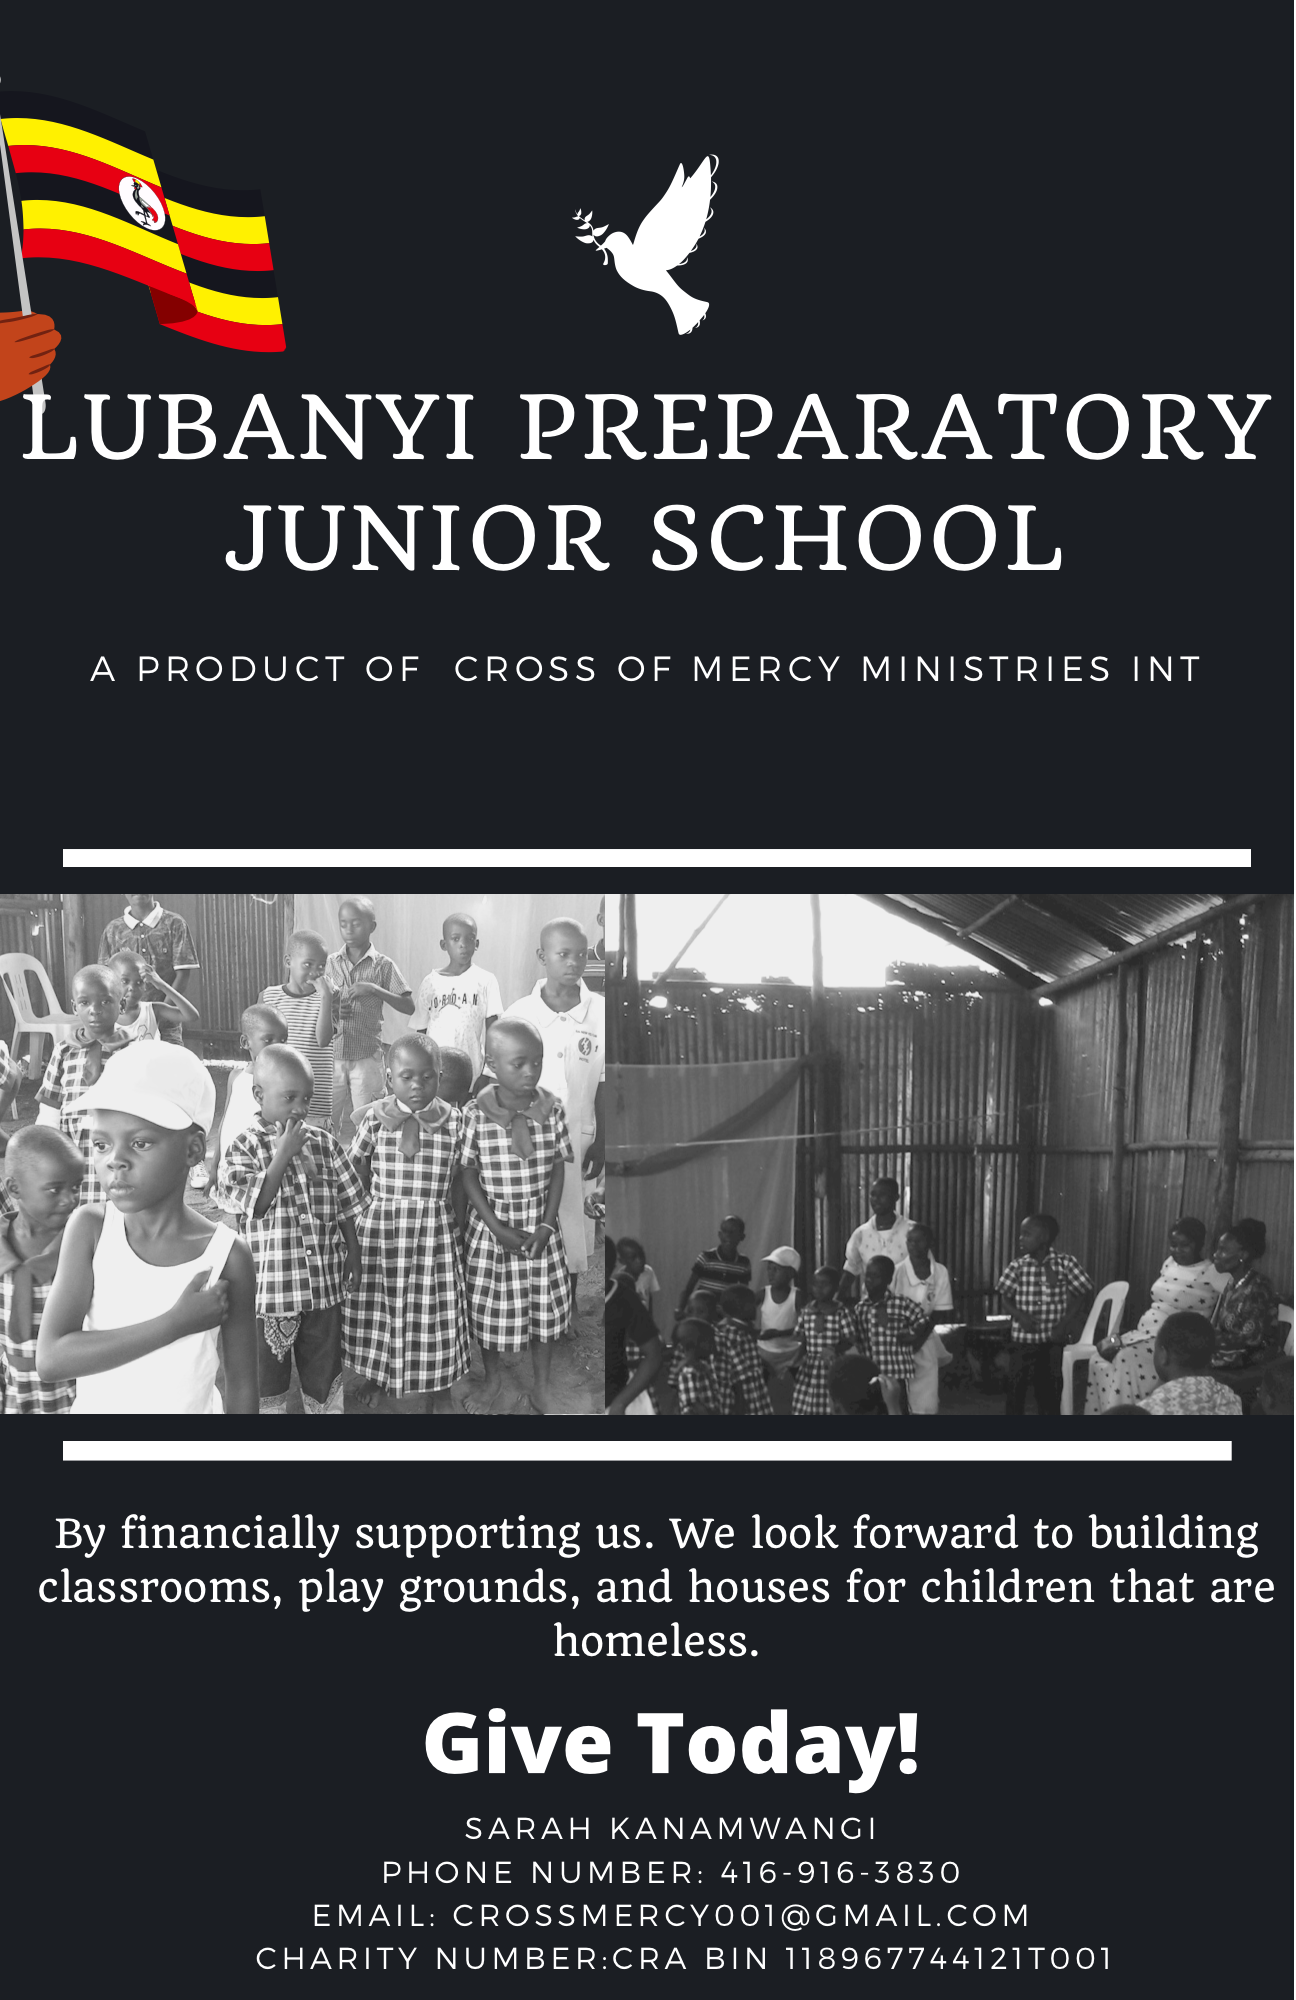 LUBANYI PREPARATORY
JUNIOR SCHOOL
A PRODUCT OF CROSS OF MERCY MINISTRIES INT
JORDAN
By financially supporting us. We look forward to building
classrooms, play grounds, and houses for children that are
homeless.
Give Today!
SARAH KANAMWANGI
PHONE NUMBER: 416-916-3830
EMAIL: CROSSMERCY001@GMAIL.COM
CHARITY NUMBER:CRA BIN 118967744121T001